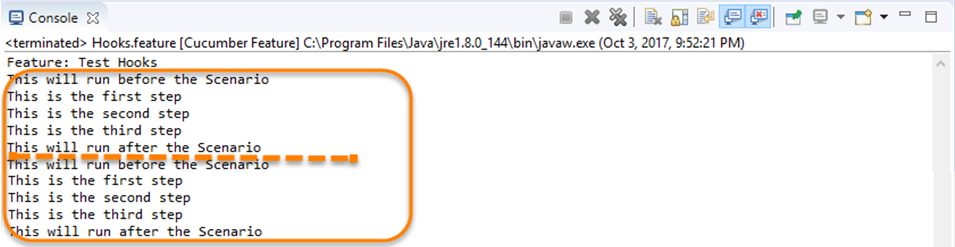 Console
<terminated> Hooks.feature [Cucumber Feature] C:\Program Files\Java\jre1.8.0_144\bin\javaw.exe (Oct 3, 2017, 9:52:21 PM)
Feature: Test Hooks
This will run before the Scenario
This is the first step
This is the second step
This is the third step
This will run after the Scenario
This will run before the Scenario
This is the first step
This is the second step
This is the third step
This will run after the Scenario